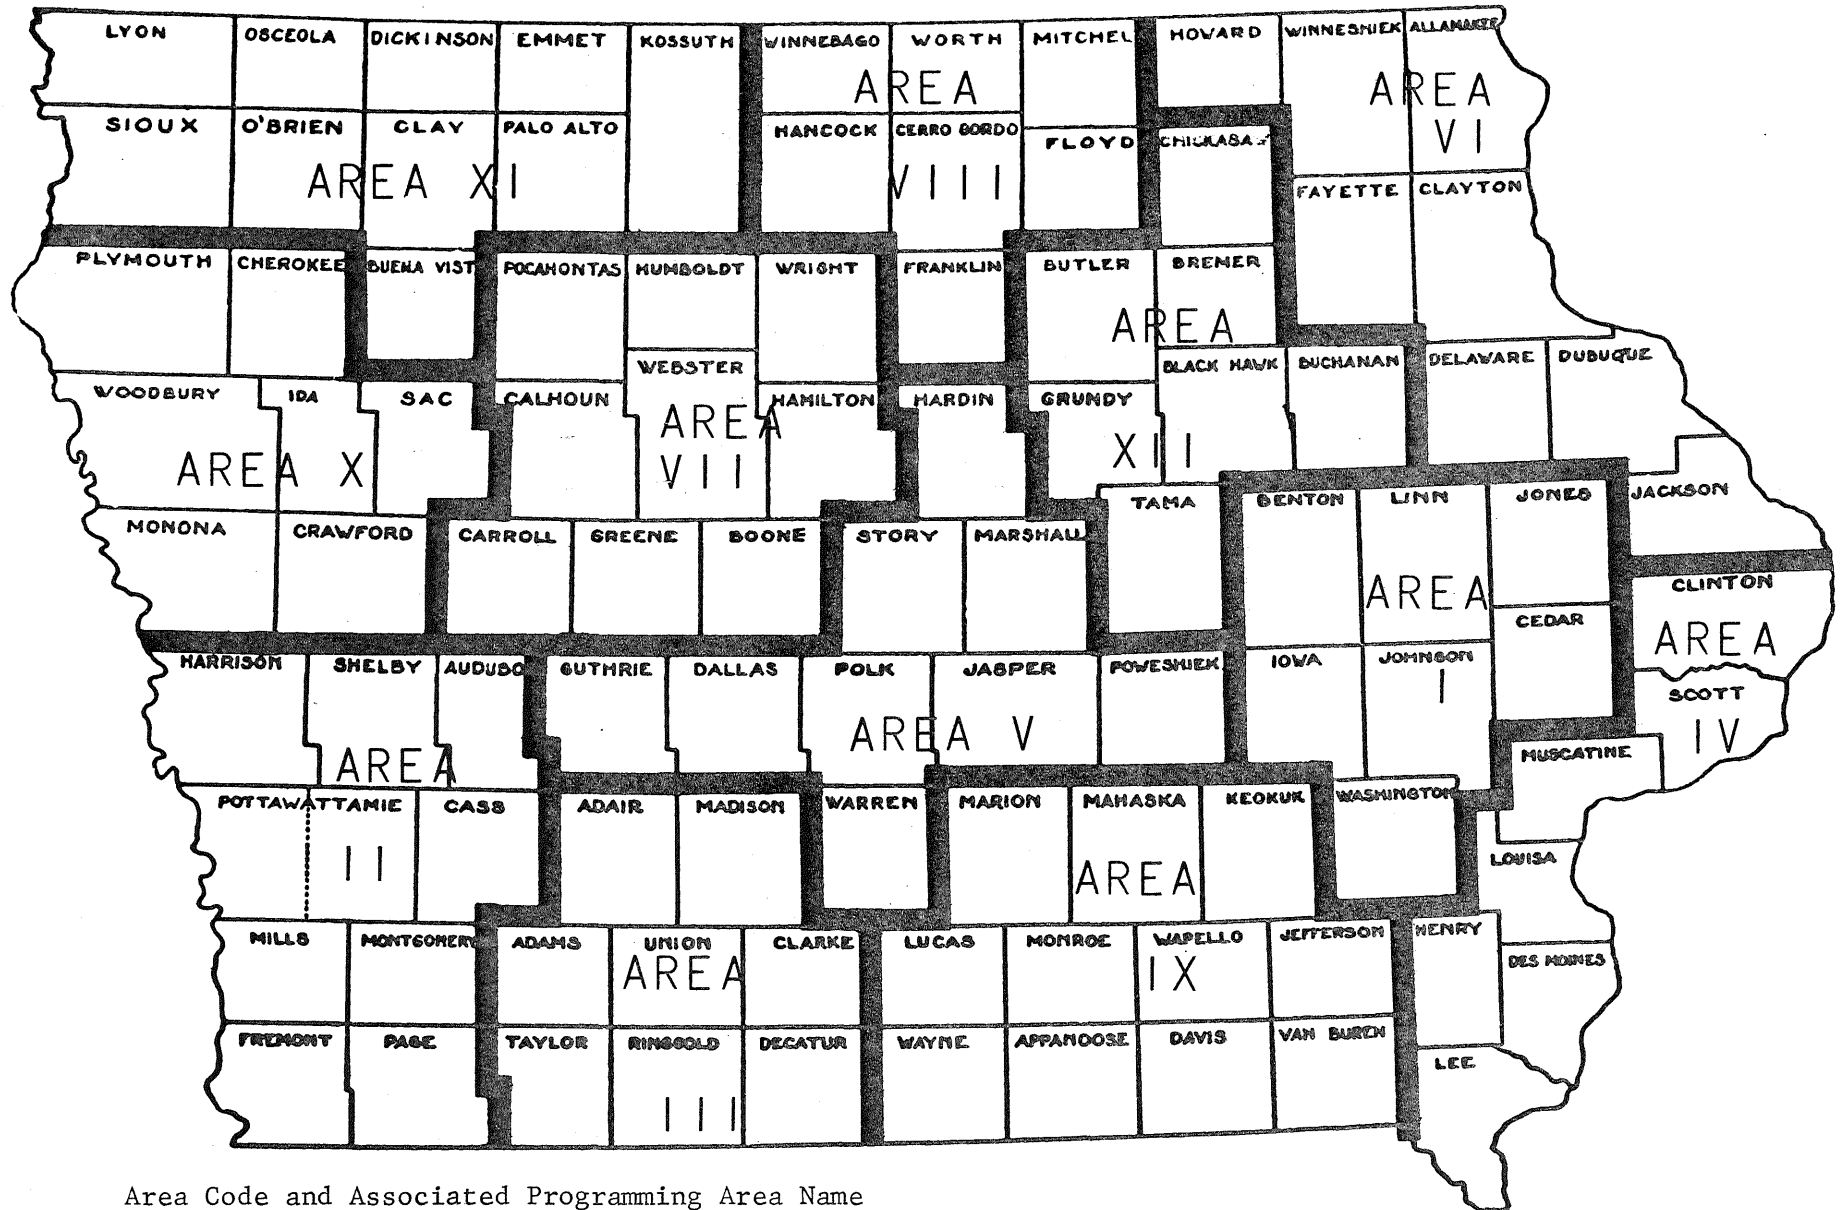 LYON OSCEOLA DICKINSON EMMET KOSSUTH WINNEBAGO WORTH MITCHEL HOWARD WINNESHIEK ALLAMAKEE
AREA AREA
SIOUX O'BRIEN CLAY PALO ALTO HANCOCK CERRO GORDO FLOYD CHICKASA VI
AREA XI VIII FAYETTE CLAYTON
PLYMOUTH CHEROKEE BUENA VIST POCAHONTAS HUMBOLDT WRIGHT FRANKLIN BUTLER BREMER
AREA
WEBSTER BLACK HAWK BUCHANAN DELAWARE DUBUQUE
WOODBURY IDA SAC CALHOUN HAMILTON HARDIN GRUNDY
AREA X AREA VII XII
TAMA BENTON LINN JONES JACKSON
MONONA CRAWFORD CARROLL GREENE BOONE STORY MARSHALL
AREA CLINTON
CEDAR AREA
HARRISON SHELBY AUDUBO GUTHRIE DALLAS POLK JASPER POWESHIEK IOWA JOHNSON
I SCOTT
AREA AREA V IV
MUSCATINE
POTTAWATTAMIE CASS ADAIR MADISON WARREN MARION MAHASKA KEOKUK WASHINGTON
II AREA LOUISA
MILLS MONTGOMERY ADAMS UNION CLARKE LUCAS MONROE WAPELLO JEFFERSON HENRY
AREA IX DES MOINES
FREMONT PAGE TAYLOR RINGGOLD DECATUR WAYNE APPANOOSE DAVIS VAN BUREN LEE
III
Area Code and Associated Programming Area Name